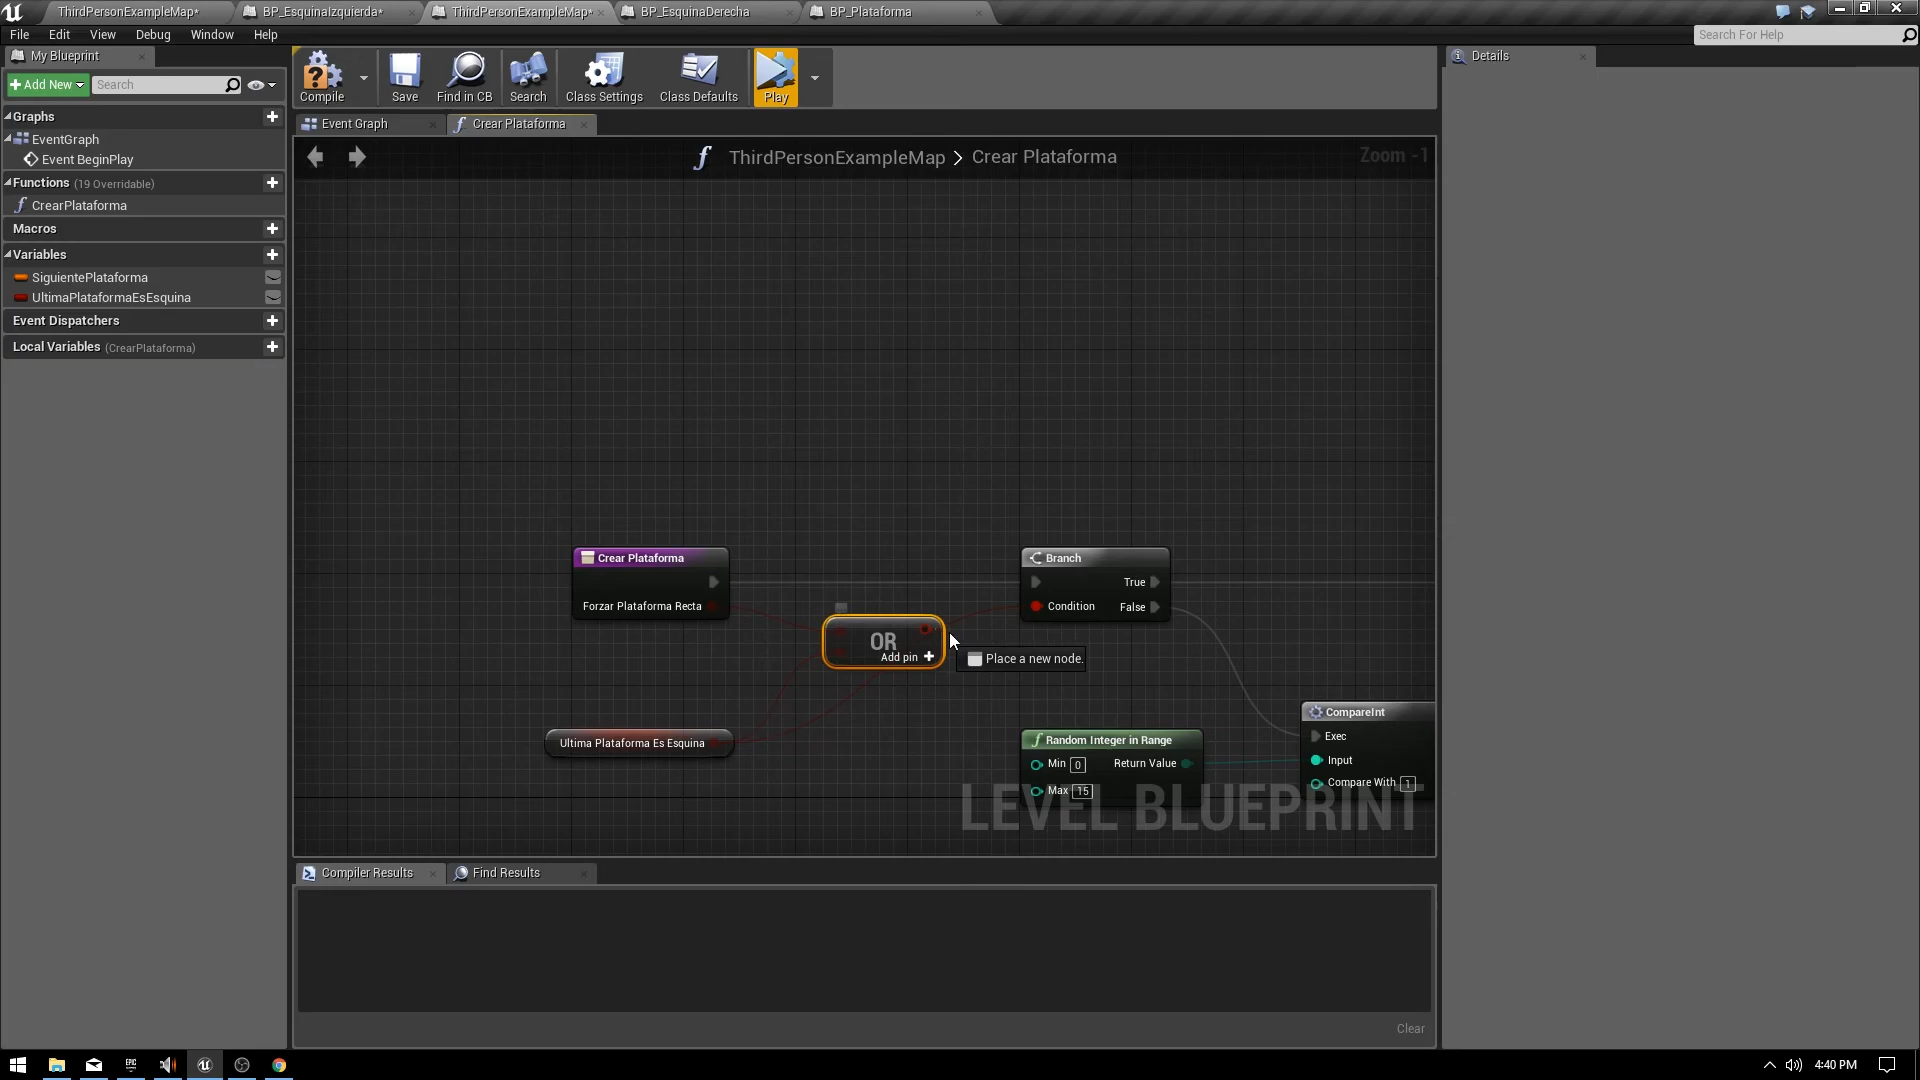 ThirdPersonExampleMap*
BP_EsquinaIzquierda*
ThirdPersonExampleMap*
BP_EsquinaDerecha
BP_Plataforma
File
Edit
View
Debug
Window
Help
Search For Help
My Blueprint
Add New
Search
Graphs
EventGraph
Event BeginPlay
Functions (19 Overridable)
CrearPlataforma
Macros
Variables
SiguientePlataforma
UltimaPlataformaEsEsquina
Event Dispatchers
Local Variables (CrearPlataforma)
Compile
Save
Find in CB
Search
Class Settings
Class Defaults
Play
Event Graph
Crear Plataforma
ThirdPersonExampleMap > Crear Plataforma
Zoom -1
Crear Plataforma
Forzar Plataforma Recta
OR
Add pin
Place a new node.
Branch
True
Condition
False
Ultima Plataforma Es Esquina
Random Integer in Range
Min 0
Return Value
Max 15
CompareInt
Exec
Input
Compare With 1
LEVEL BLUEPRINT
Compiler Results
Find Results
Clear
Details
EPIC
4:40 PM